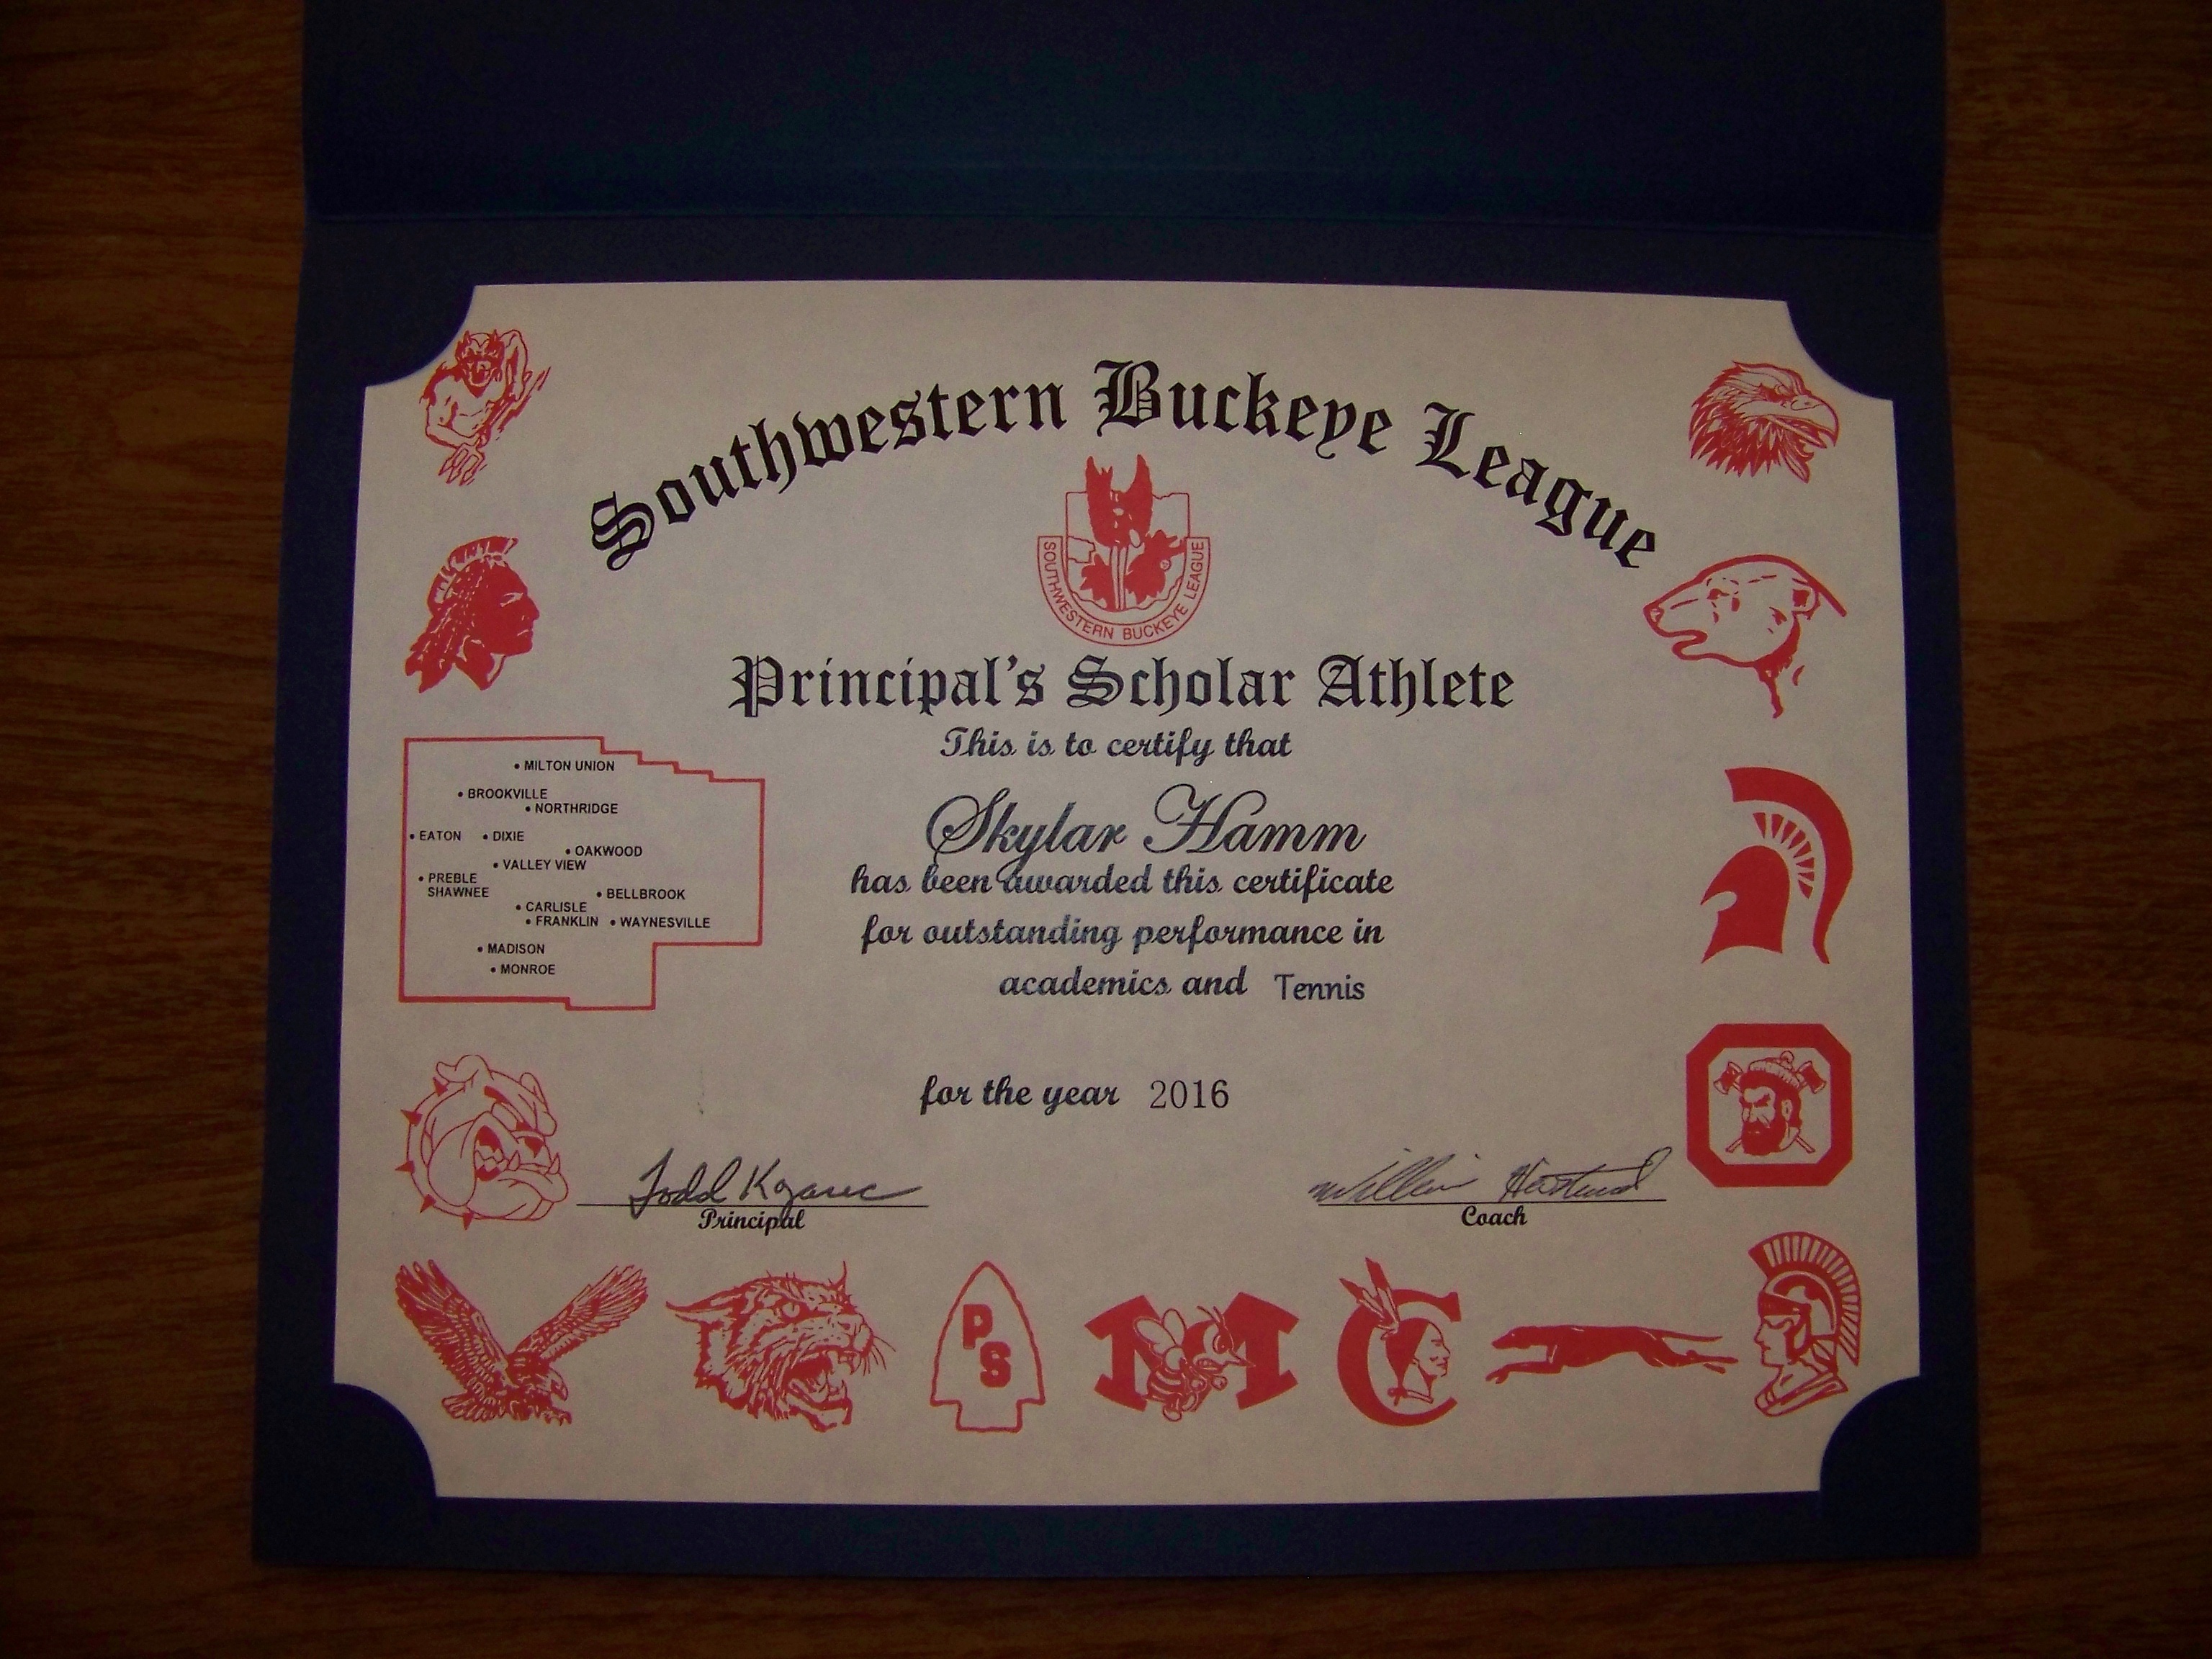 Southwestern Buckeye League
SOUTHWESTERN BUCKEYE LEAGUE
Principal's Scholar Athlete
This is to certify that
Skylar Hamm
has been awarded this certificate
for outstanding performance in
academics and Tennis
for the year 2016
MILTON UNION
BROOKVILLE
NORTHRIDGE
EATON DIXIE
OAKWOOD
VALLEY VIEW
PREBLE
SHAWNEE
BELLBROOK
CARLISLE
FRANKLIN WAYNESVILLE
MADISON
MONROE
Todd
Principal
William
Coach
P
S
M
C